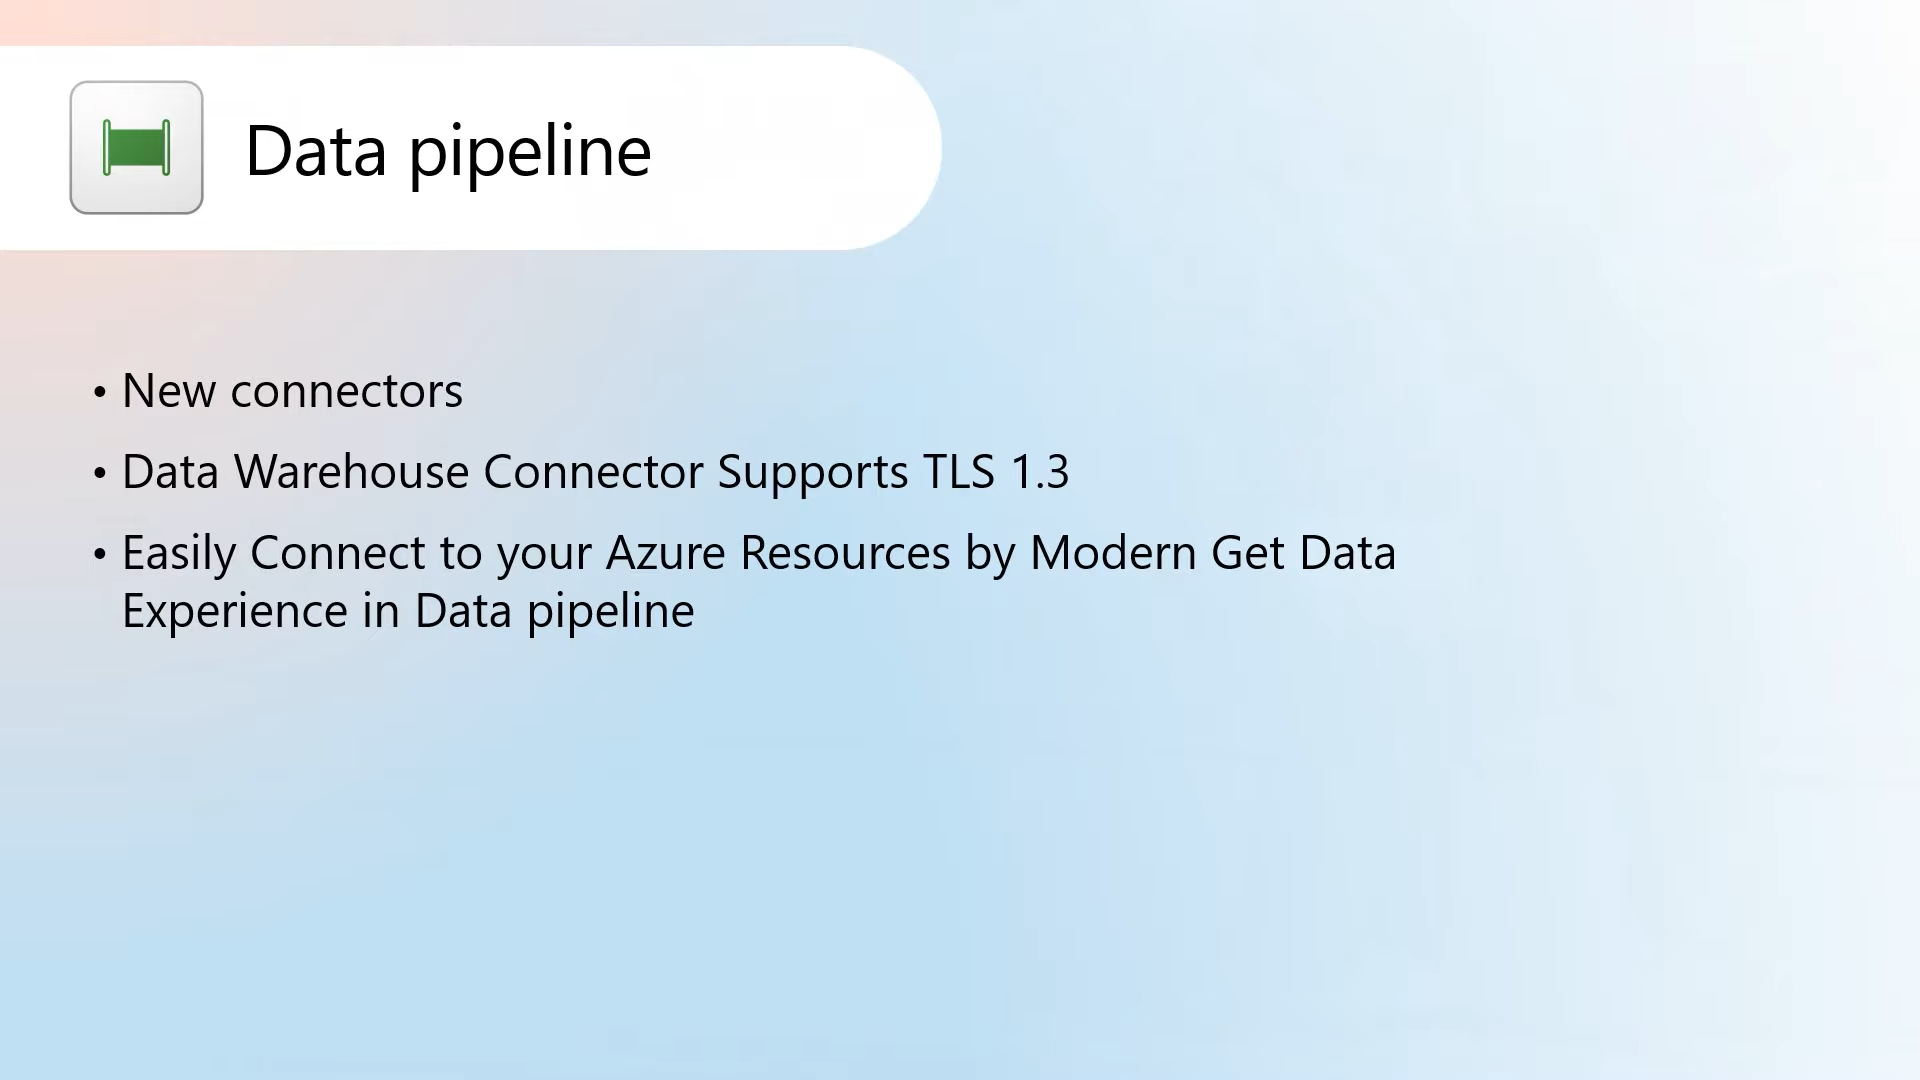 Data pipeline
• New connectors
• Data Warehouse Connector Supports TLS 1.3
• Easily Connect to your Azure Resources by Modern Get Data
Experience in Data pipeline